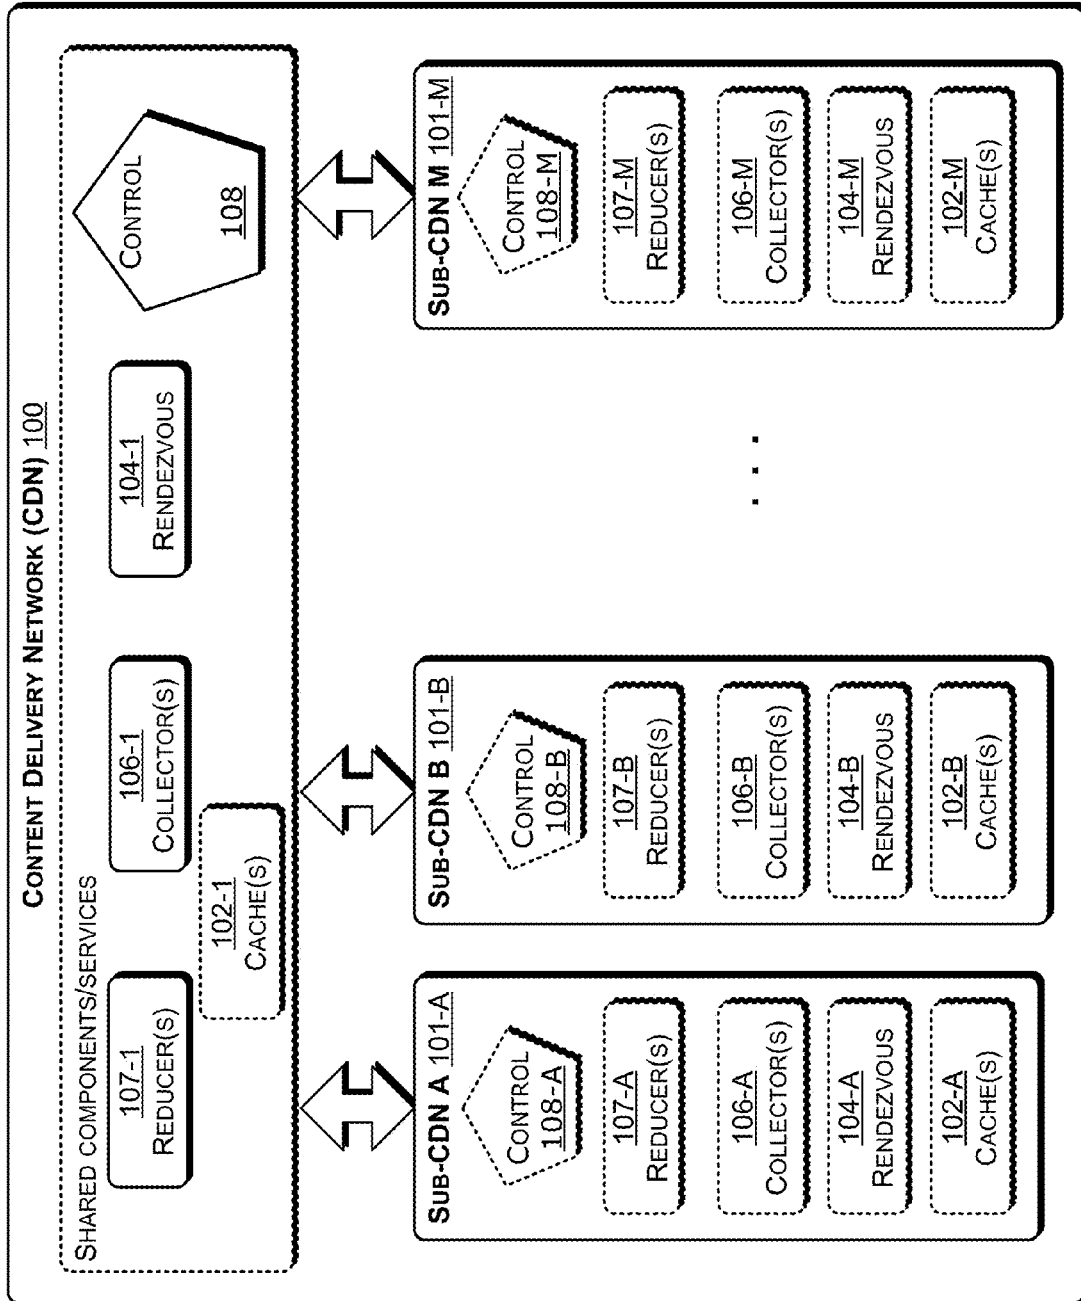 CONTENT DELIVERY NETWORK (CDN) 100
SHARED COMPONENTS/SERVICES
107-1
REDUCER(S)
106-1
COLLECTOR(S)
104-1
RENDEZVOUS
CONTROL
108
102-1
CACHE(S)
SUB-CDN A 101-A
CONTROL
108-A
107-A
REDUCER(S)
106-A
COLLECTOR(S)
104-A
RENDEZVOUS
102-A
CACHE(S)
SUB-CDN B 101-B
CONTROL
108-B
107-B
REDUCER(S)
106-B
COLLECTOR(S)
104-B
RENDEZVOUS
102-B
CACHE(S)
. . .
SUB-CDN M 101-M
CONTROL
108-M
107-M
REDUCER(S)
106-M
COLLECTOR(S)
104-M
RENDEZVOUS
102-M
CACHE(S)